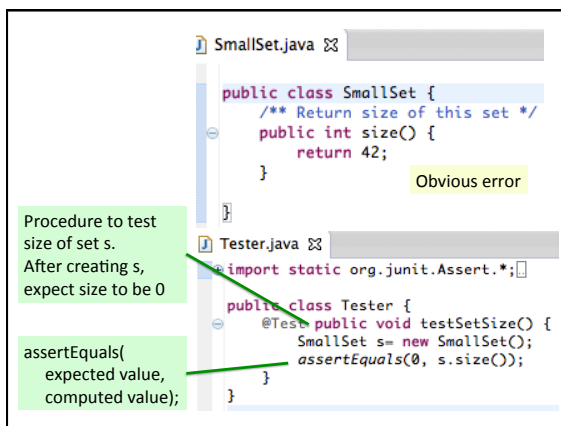 SmallSet.java
public class SmallSet {
/** Return size of this set */
public int size() {
return 42;
}
Obvious error
}
Procedure to test
size of set s.
After creating s,
expect size to be 0
Tester.java
import static org.junit.Assert.*;
public class Tester {
@Test public void testSetSize() {
SmallSet s= new SmallSet();
assertEquals(0, s.size());
}
}
assertEquals(
expected value,
computed value);